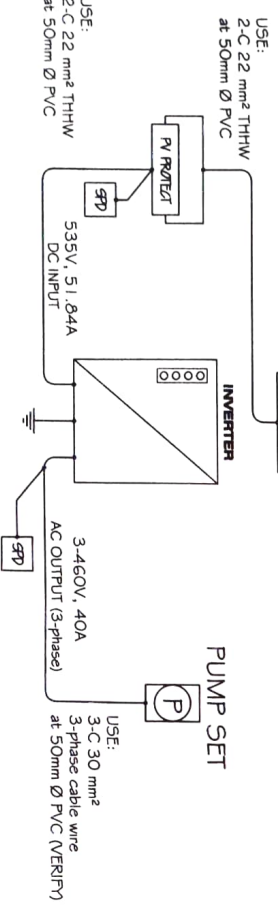 USE:
2-C 22 mm² THHW
at 50mm Ø PVC
PV PROTECT
SPD
USE:
2-C 22 mm² THHW
at 50mm Ø PVC
535V, 51.84A
DC INPUT
INVERTER
SPD
3-460V, 40A
AC OUTPUT (3-phase)
PUMP SET
P
USE:
3-C 30 mm²
3-phase cable wire
at 50mm Ø PVC (VERIFY)